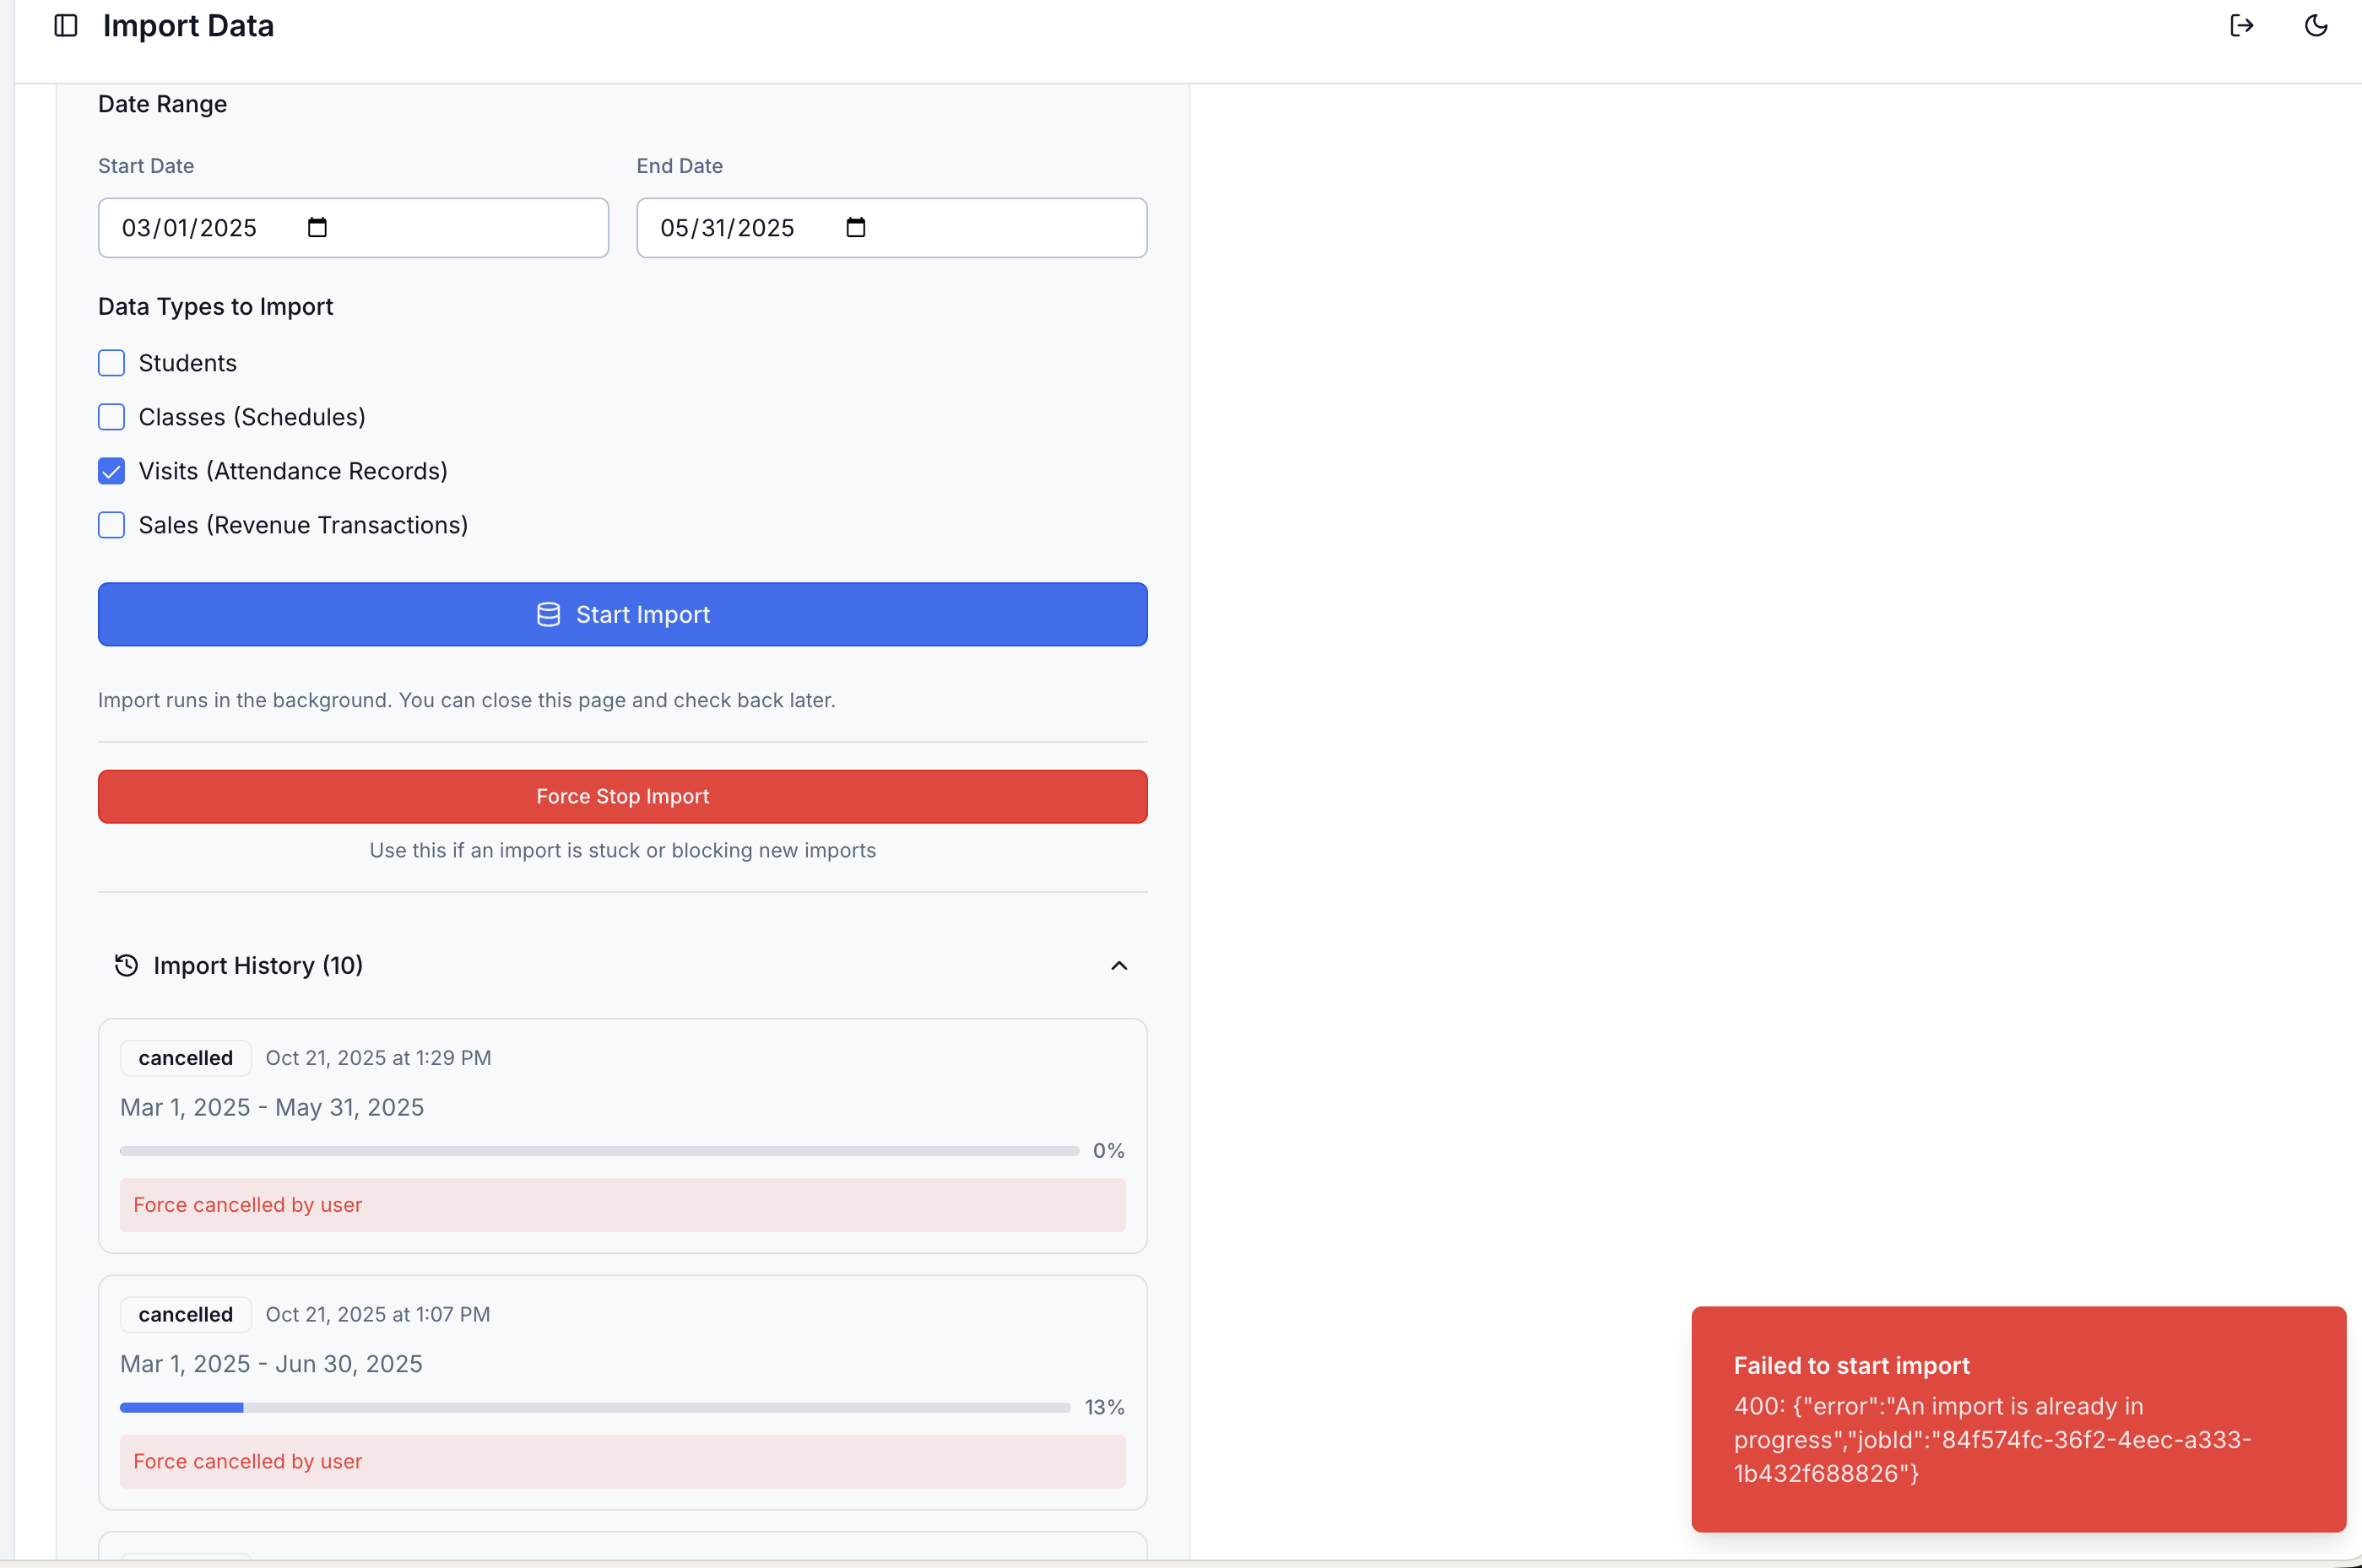 Import Data
Date Range
Start Date
End Date
03/01/2025
05/31/2025
Data Types to Import
Students
Classes (Schedules)
Visits (Attendance Records)
Sales (Revenue Transactions)
Start Import
Import runs in the background. You can close this page and check back later.
Force Stop Import
Use this if an import is stuck or blocking new imports
Import History (10)
cancelled Oct 21, 2025 at 1:29 PM
Mar 1, 2025 - May 31, 2025
0%
Force cancelled by user
cancelled Oct 21, 2025 at 1:07 PM
Mar 1, 2025 - Jun 30, 2025
13%
Force cancelled by user
Failed to start import
400: {"error":"An import is already in
progress","jobId":"84f574fc-36f2-4eec-a333-
1b432f688826"}